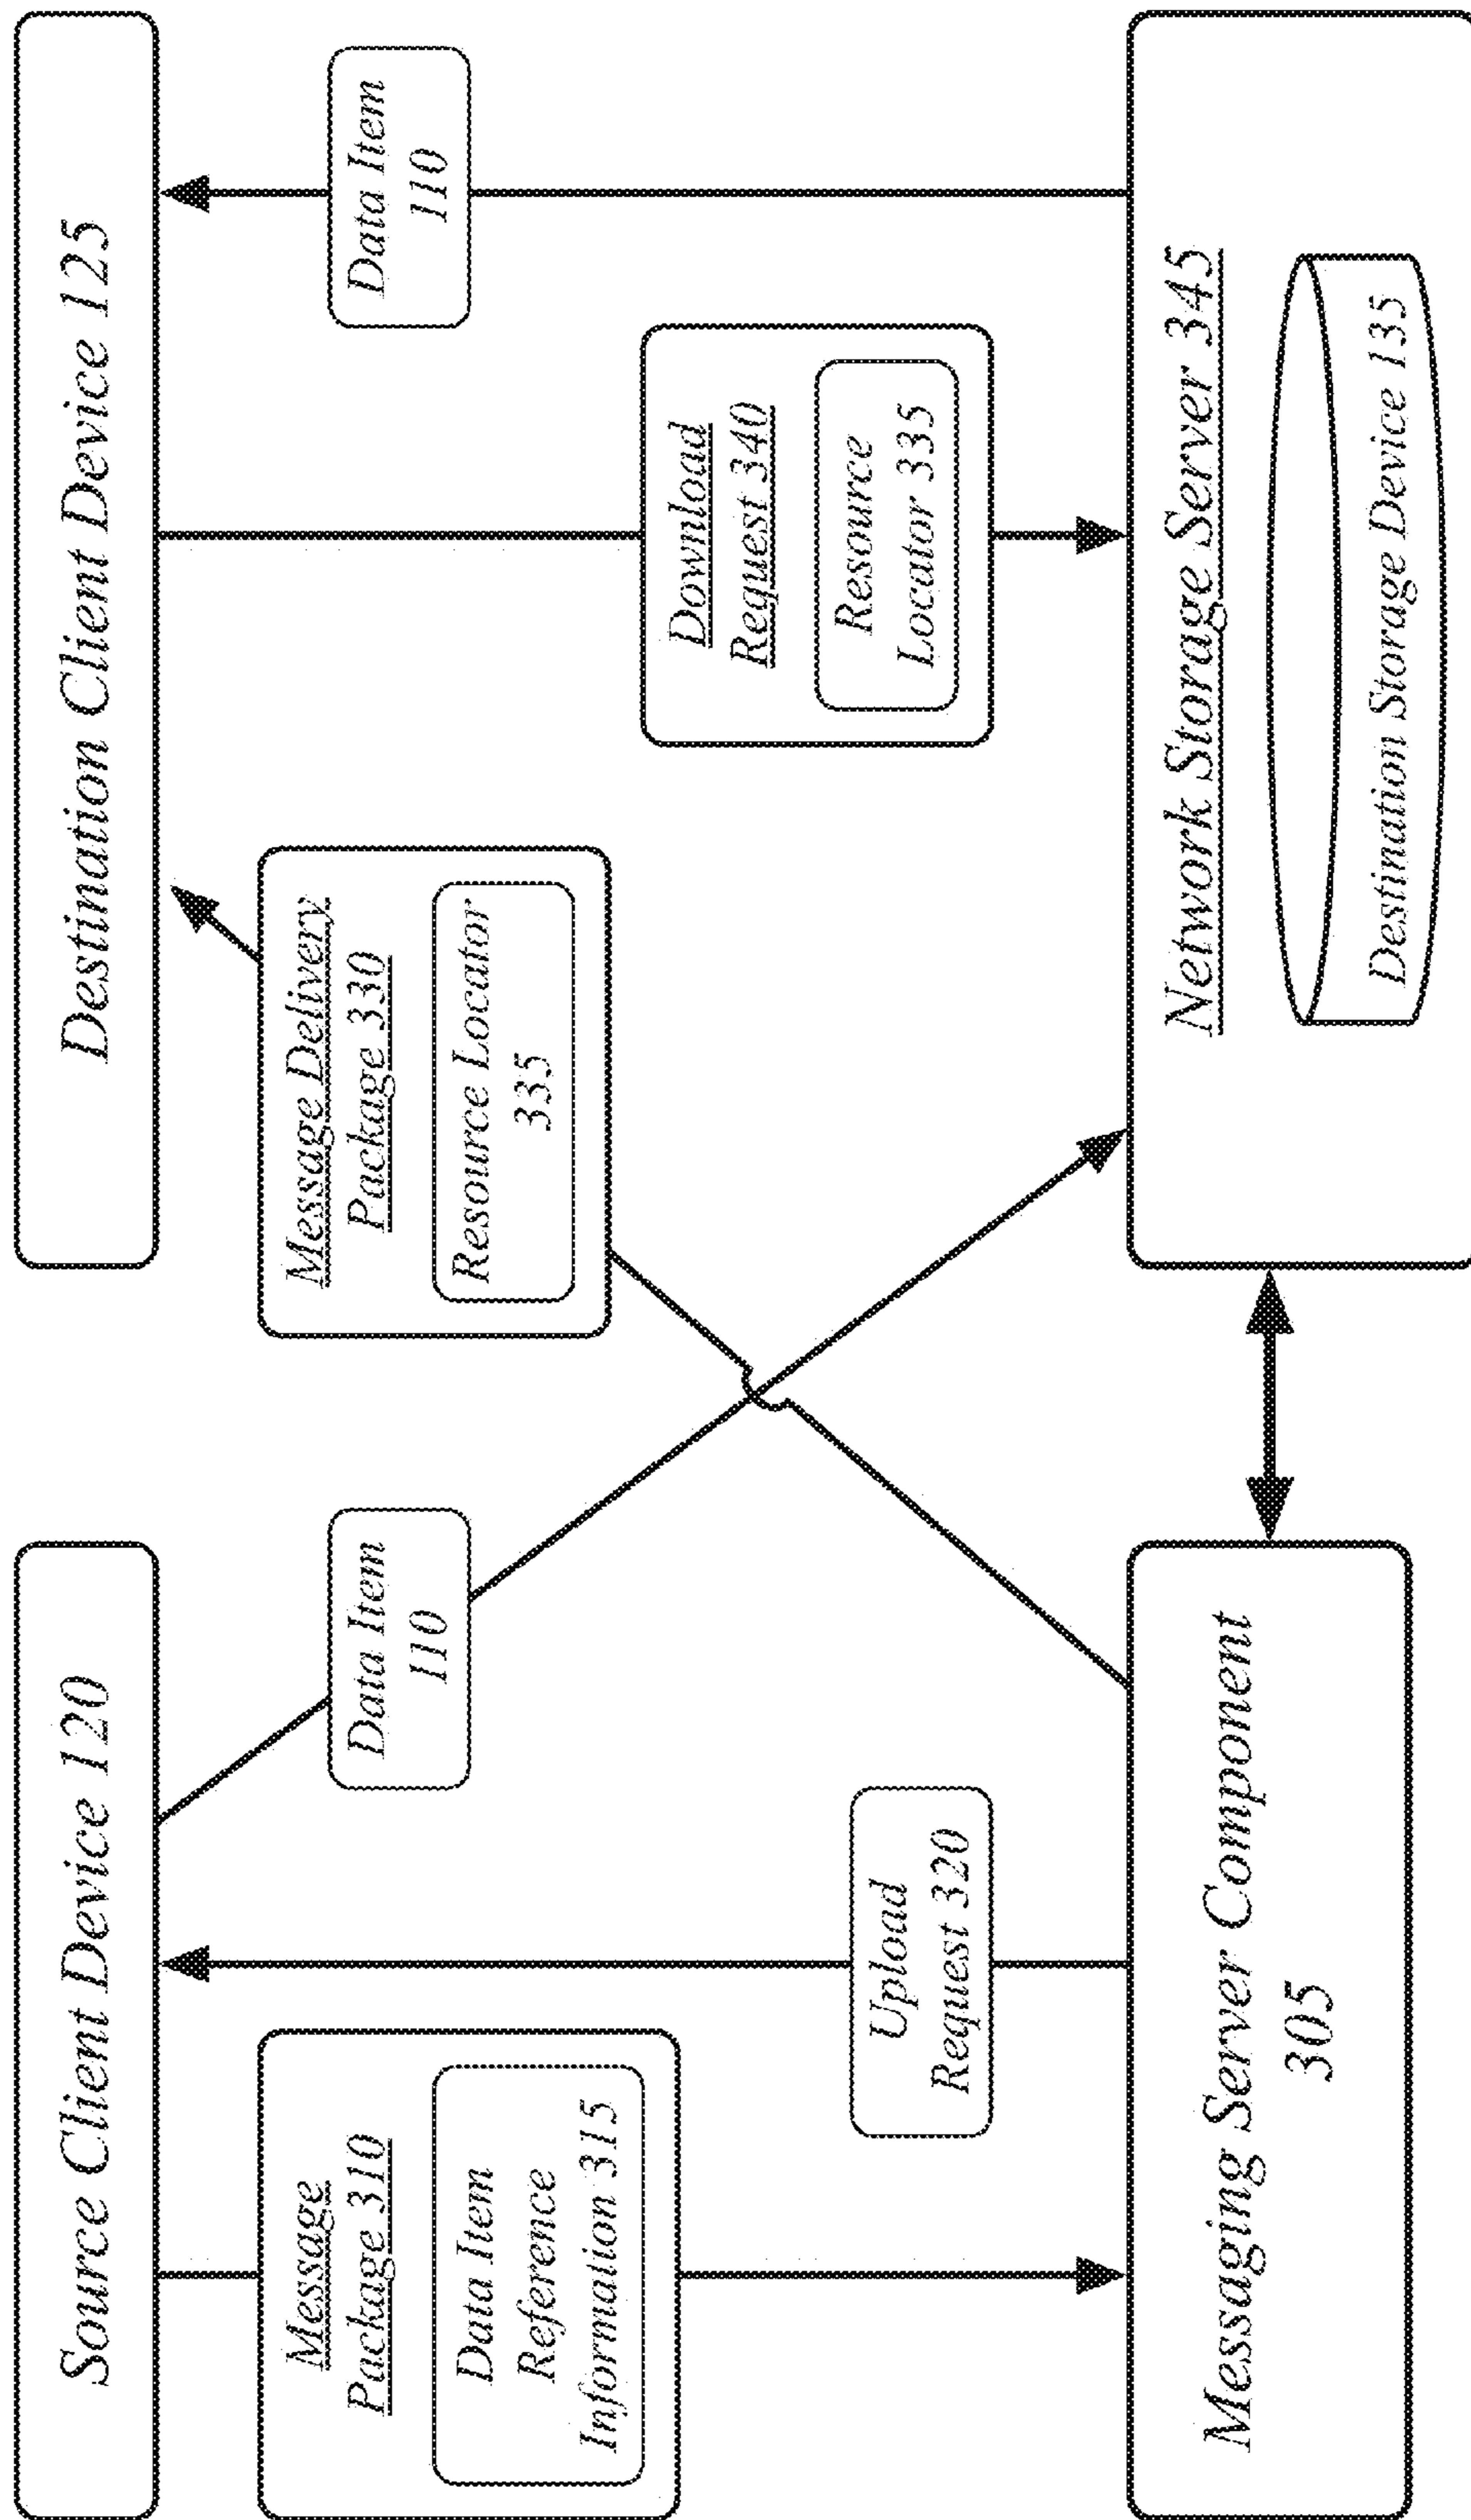 Source Client Device 120
Destination Client Device 125
Message
Package 310
Data Item
Reference
Information 315
Upload
Request 320
Data Item
110
Message Delivery
Package 330
Resource Locator
335
Download
Request 340
Resource
Locator 335
Data Item
110
Messaging Server Component
305
Network Storage Server 345
Destination Storage Device 135